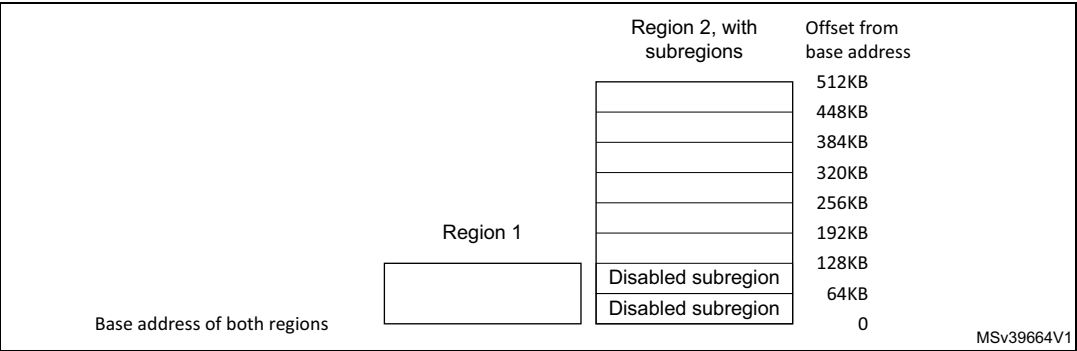 Region 2, with
subregions
Offset from
base address
512KB
448KB
384KB
320KB
256KB
192KB
Region 1
128KB
Disabled subregion
64KB
Disabled subregion
Base address of both regions
0
MSv39664V1